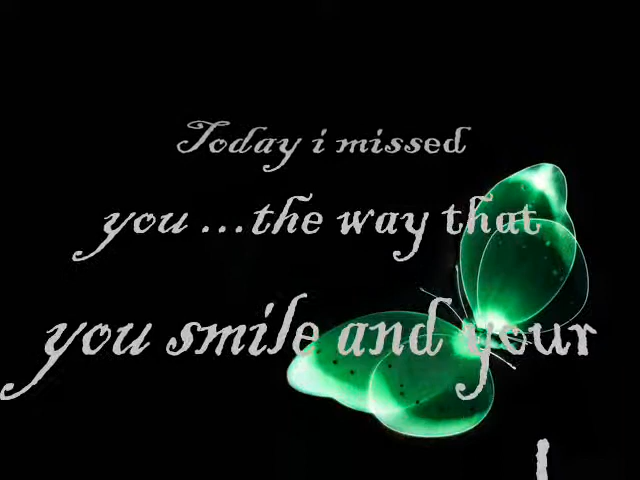 Today i missed
you ...the way that
you smile and your